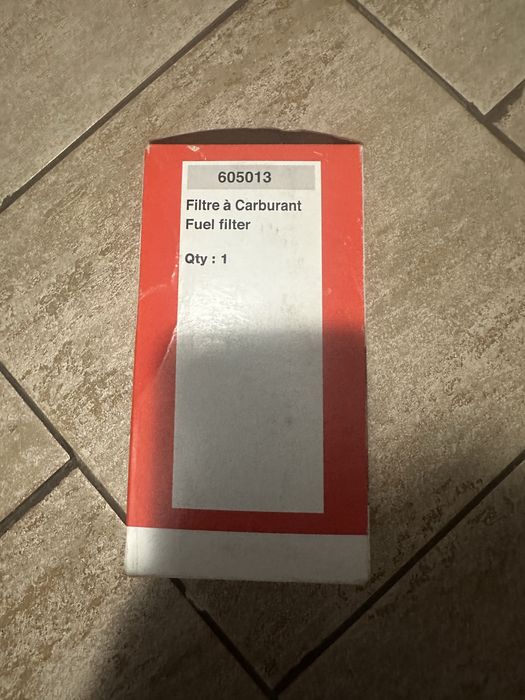 605013
Filtre à Carburant
Fuel filter
Qty : 1